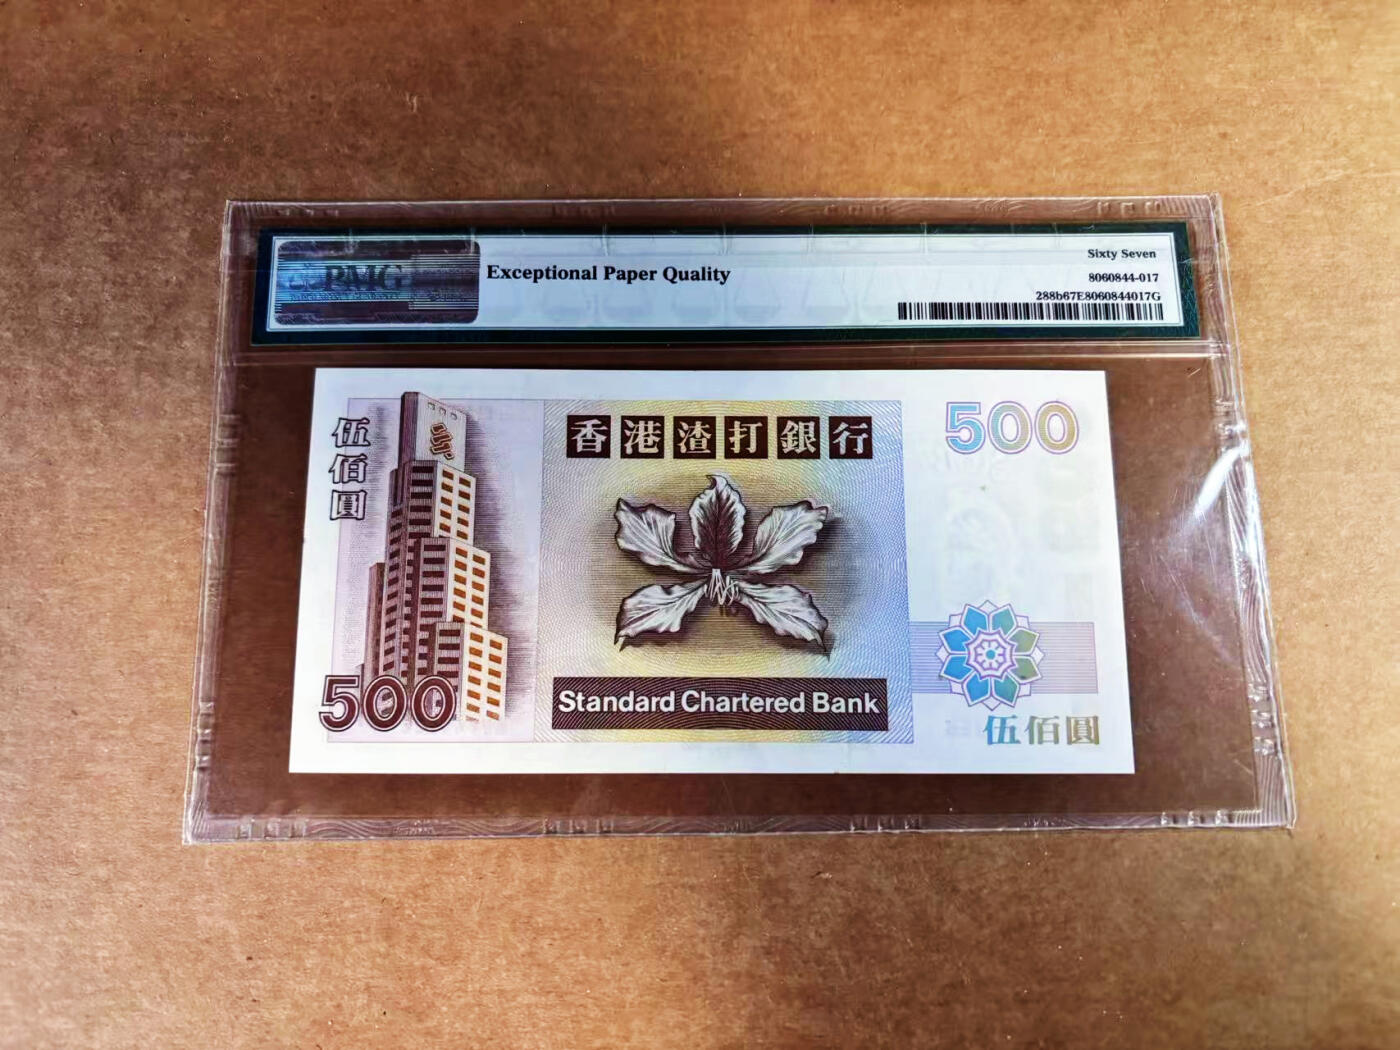 PMG
Exceptional Paper Quality
Sixty Seven
8060844-017
288b67E8060844017G
伍佰圓
香港渣打銀行
500
500
Standard Chartered Bank
伍佰圓